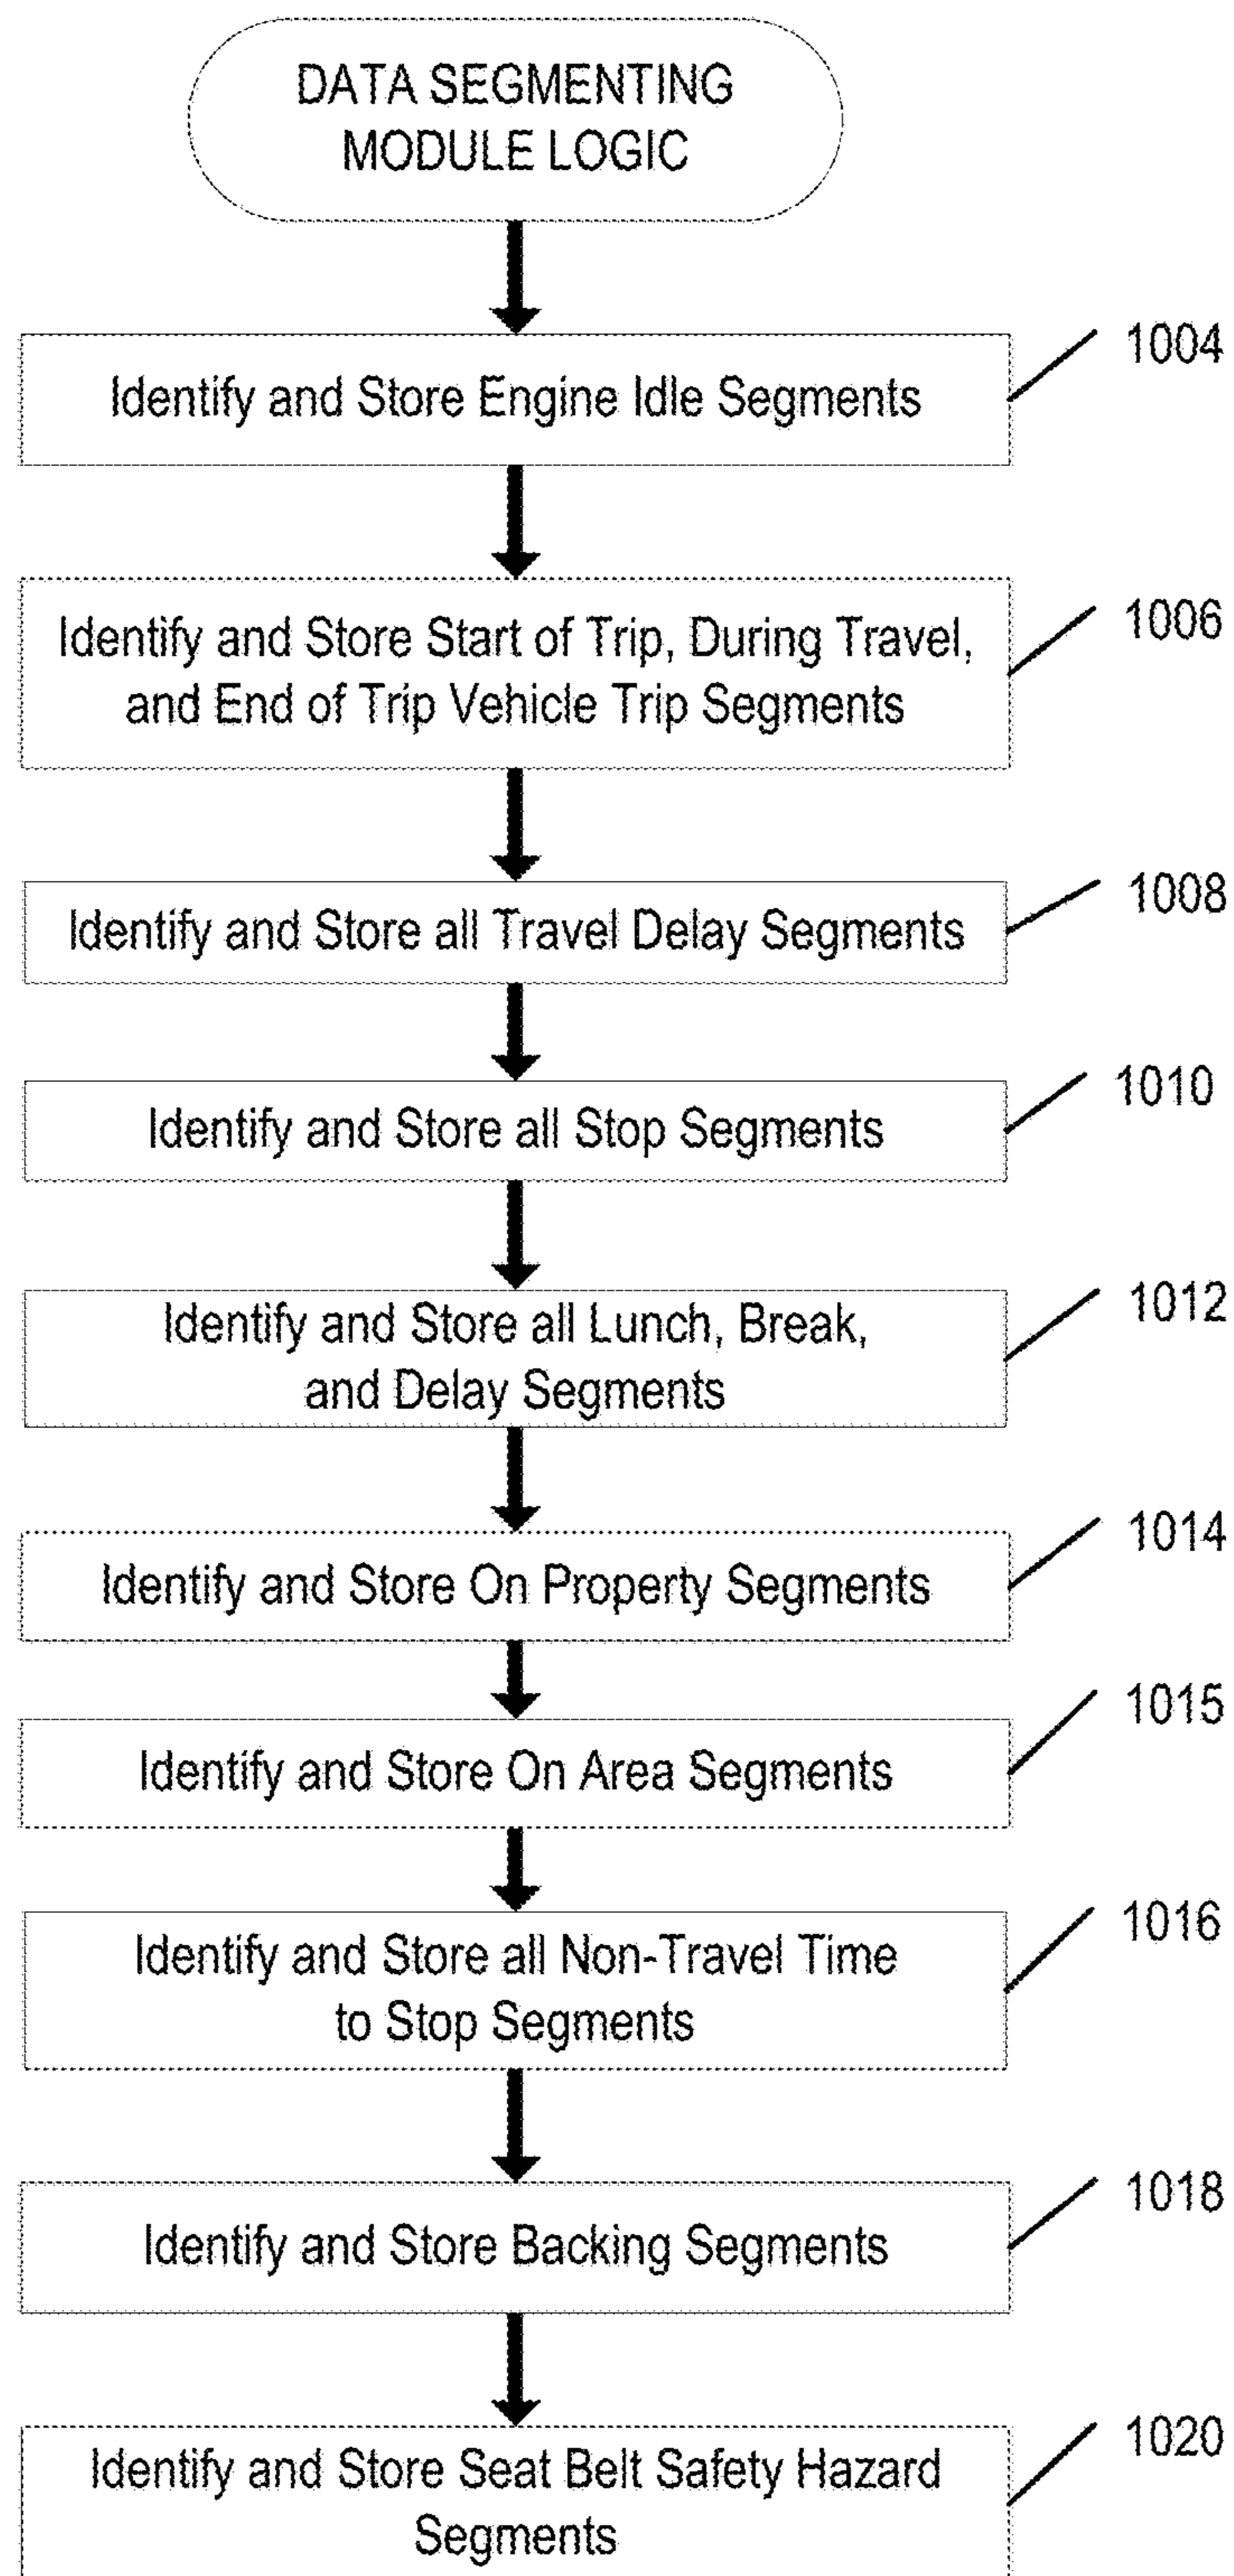 DATA SEGMENTING
MODULE LOGIC
1004
Identify and Store Engine Idle Segments
1006
Identify and Store Start of Trip, During Travel,
and End of Trip Vehicle Trip Segments
1008
Identify and Store all Travel Delay Segments
1010
Identify and Store all Stop Segments
1012
Identify and Store all Lunch, Break,
and Delay Segments
1014
Identify and Store On Property Segments
1015
Identify and Store On Area Segments
1016
Identify and Store all Non-Travel Time
to Stop Segments
1018
Identify and Store Backing Segments
1020
Identify and Store Seat Belt Safety Hazard
Segments